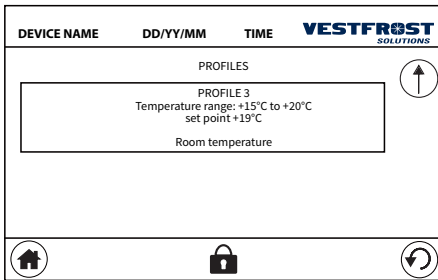 DEVICE NAME DD/YY/MM TIME VESTFROST
SOLUTIONS
PROFILES
PROFILE 3
Temperature range: +15°C to +20°C
set point +19°C
Room temperature